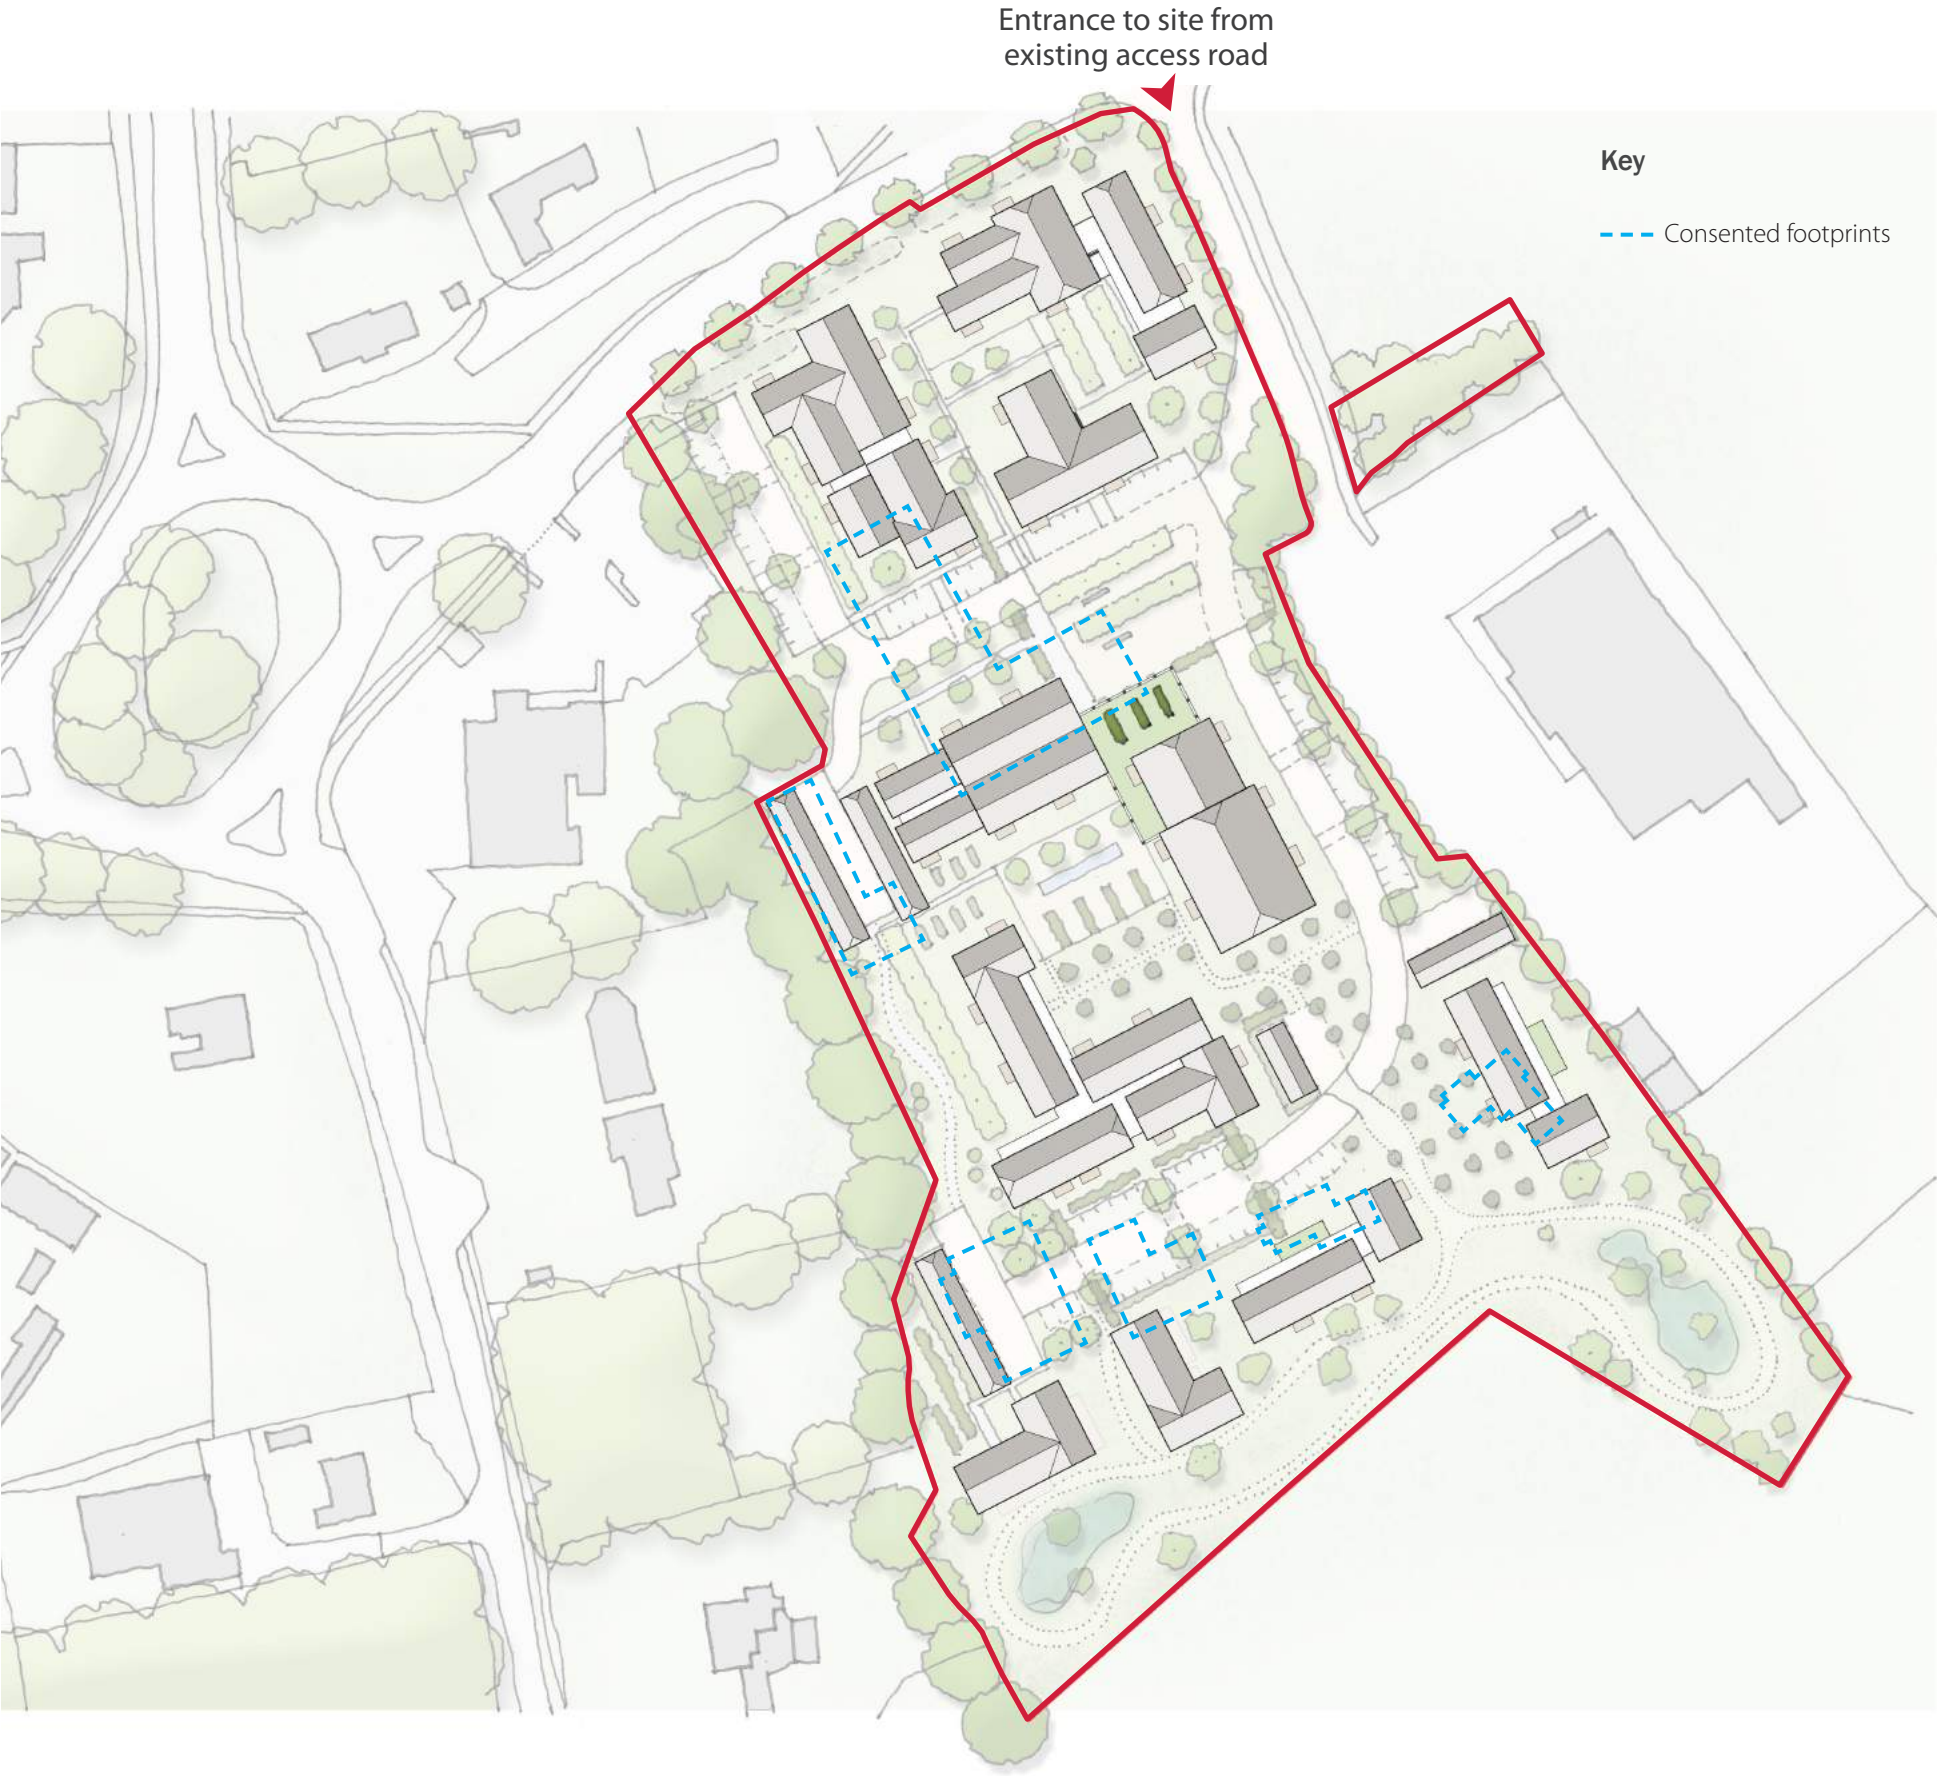 Entrance to site from
existing access road
Key
Consented footprints